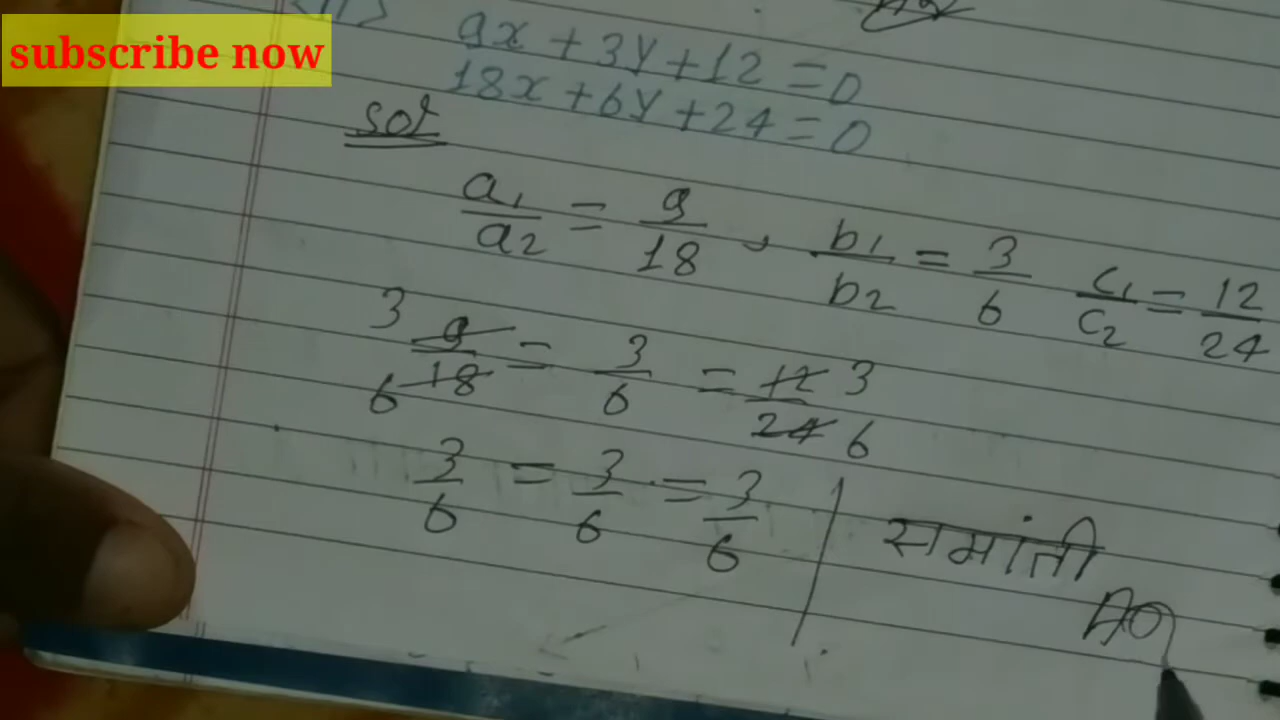 subscribe now
9x + 3y + 12 = 0
18x + 6y + 24 = 0
Sol
a1/a2 = 9/18 , b1/b2 = 3/6 c1/c2 = 12/24
3 9/18 6 = 3/6 = 12/24 3 6
3/6 = 3/6 = 3/6
समांती